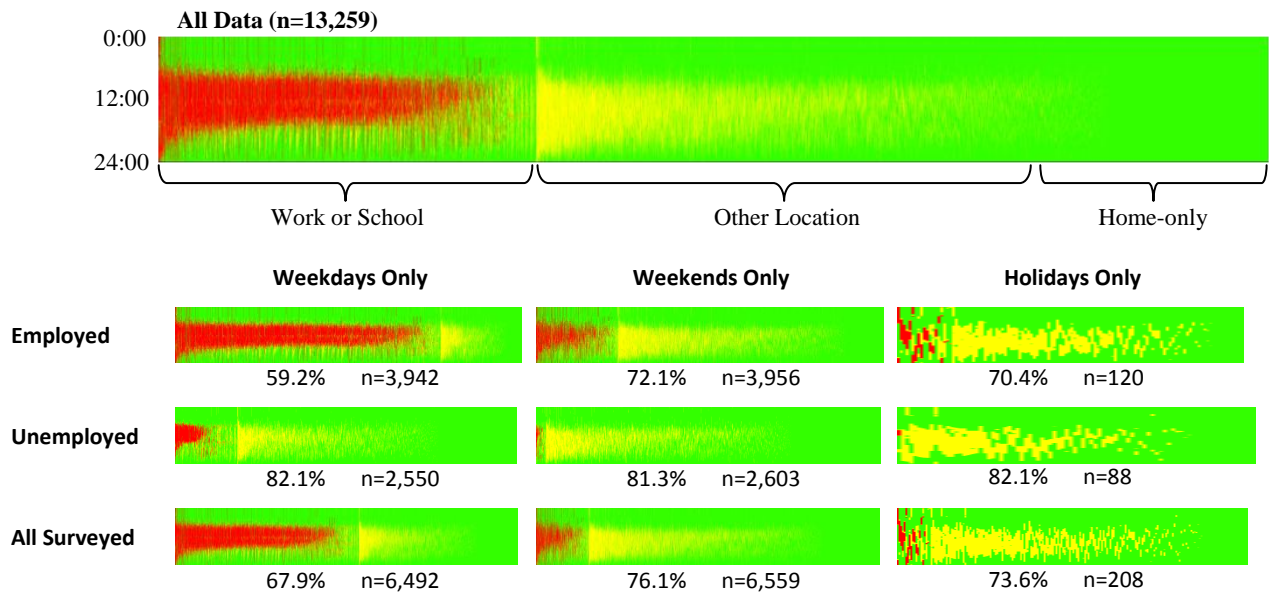 All Data (n=13,259)
0:00
12:00
24:00
Work or School Other Location Home-only
Weekdays Only Weekends Only Holidays Only
Employed
59.2% n=3,942 72.1% n=3,956 70.4% n=120
Unemployed
82.1% n=2,550 81.3% n=2,603 82.1% n=88
All Surveyed
67.9% n=6,492 76.1% n=6,559 73.6% n=208